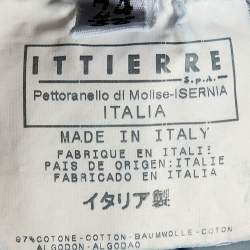 24
ITTIERRE
S.p.A.
Pettoranello di Molise-ISERNIA
ITALIA
MADE IN ITALY
FABRIQUE EN ITALI
PAIS DE ORIGEN:ITALIE
FABRICADO EN ITALIA
イタリア製
97%COTONE-COTTON-BAUMWOLLE-COTON
ALGODON-ALGODAO